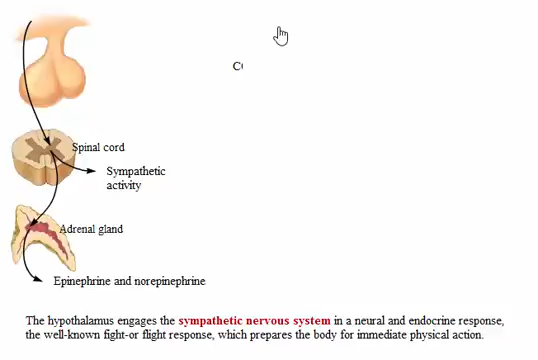 Spinal cord
Sympathetic
activity
Adrenal gland
Epinephrine and norepinephrine
The hypothalamus engages the sympathetic nervous system in a neural and endocrine response,
the well-known fight-or flight response, which prepares the body for immediate physical action.